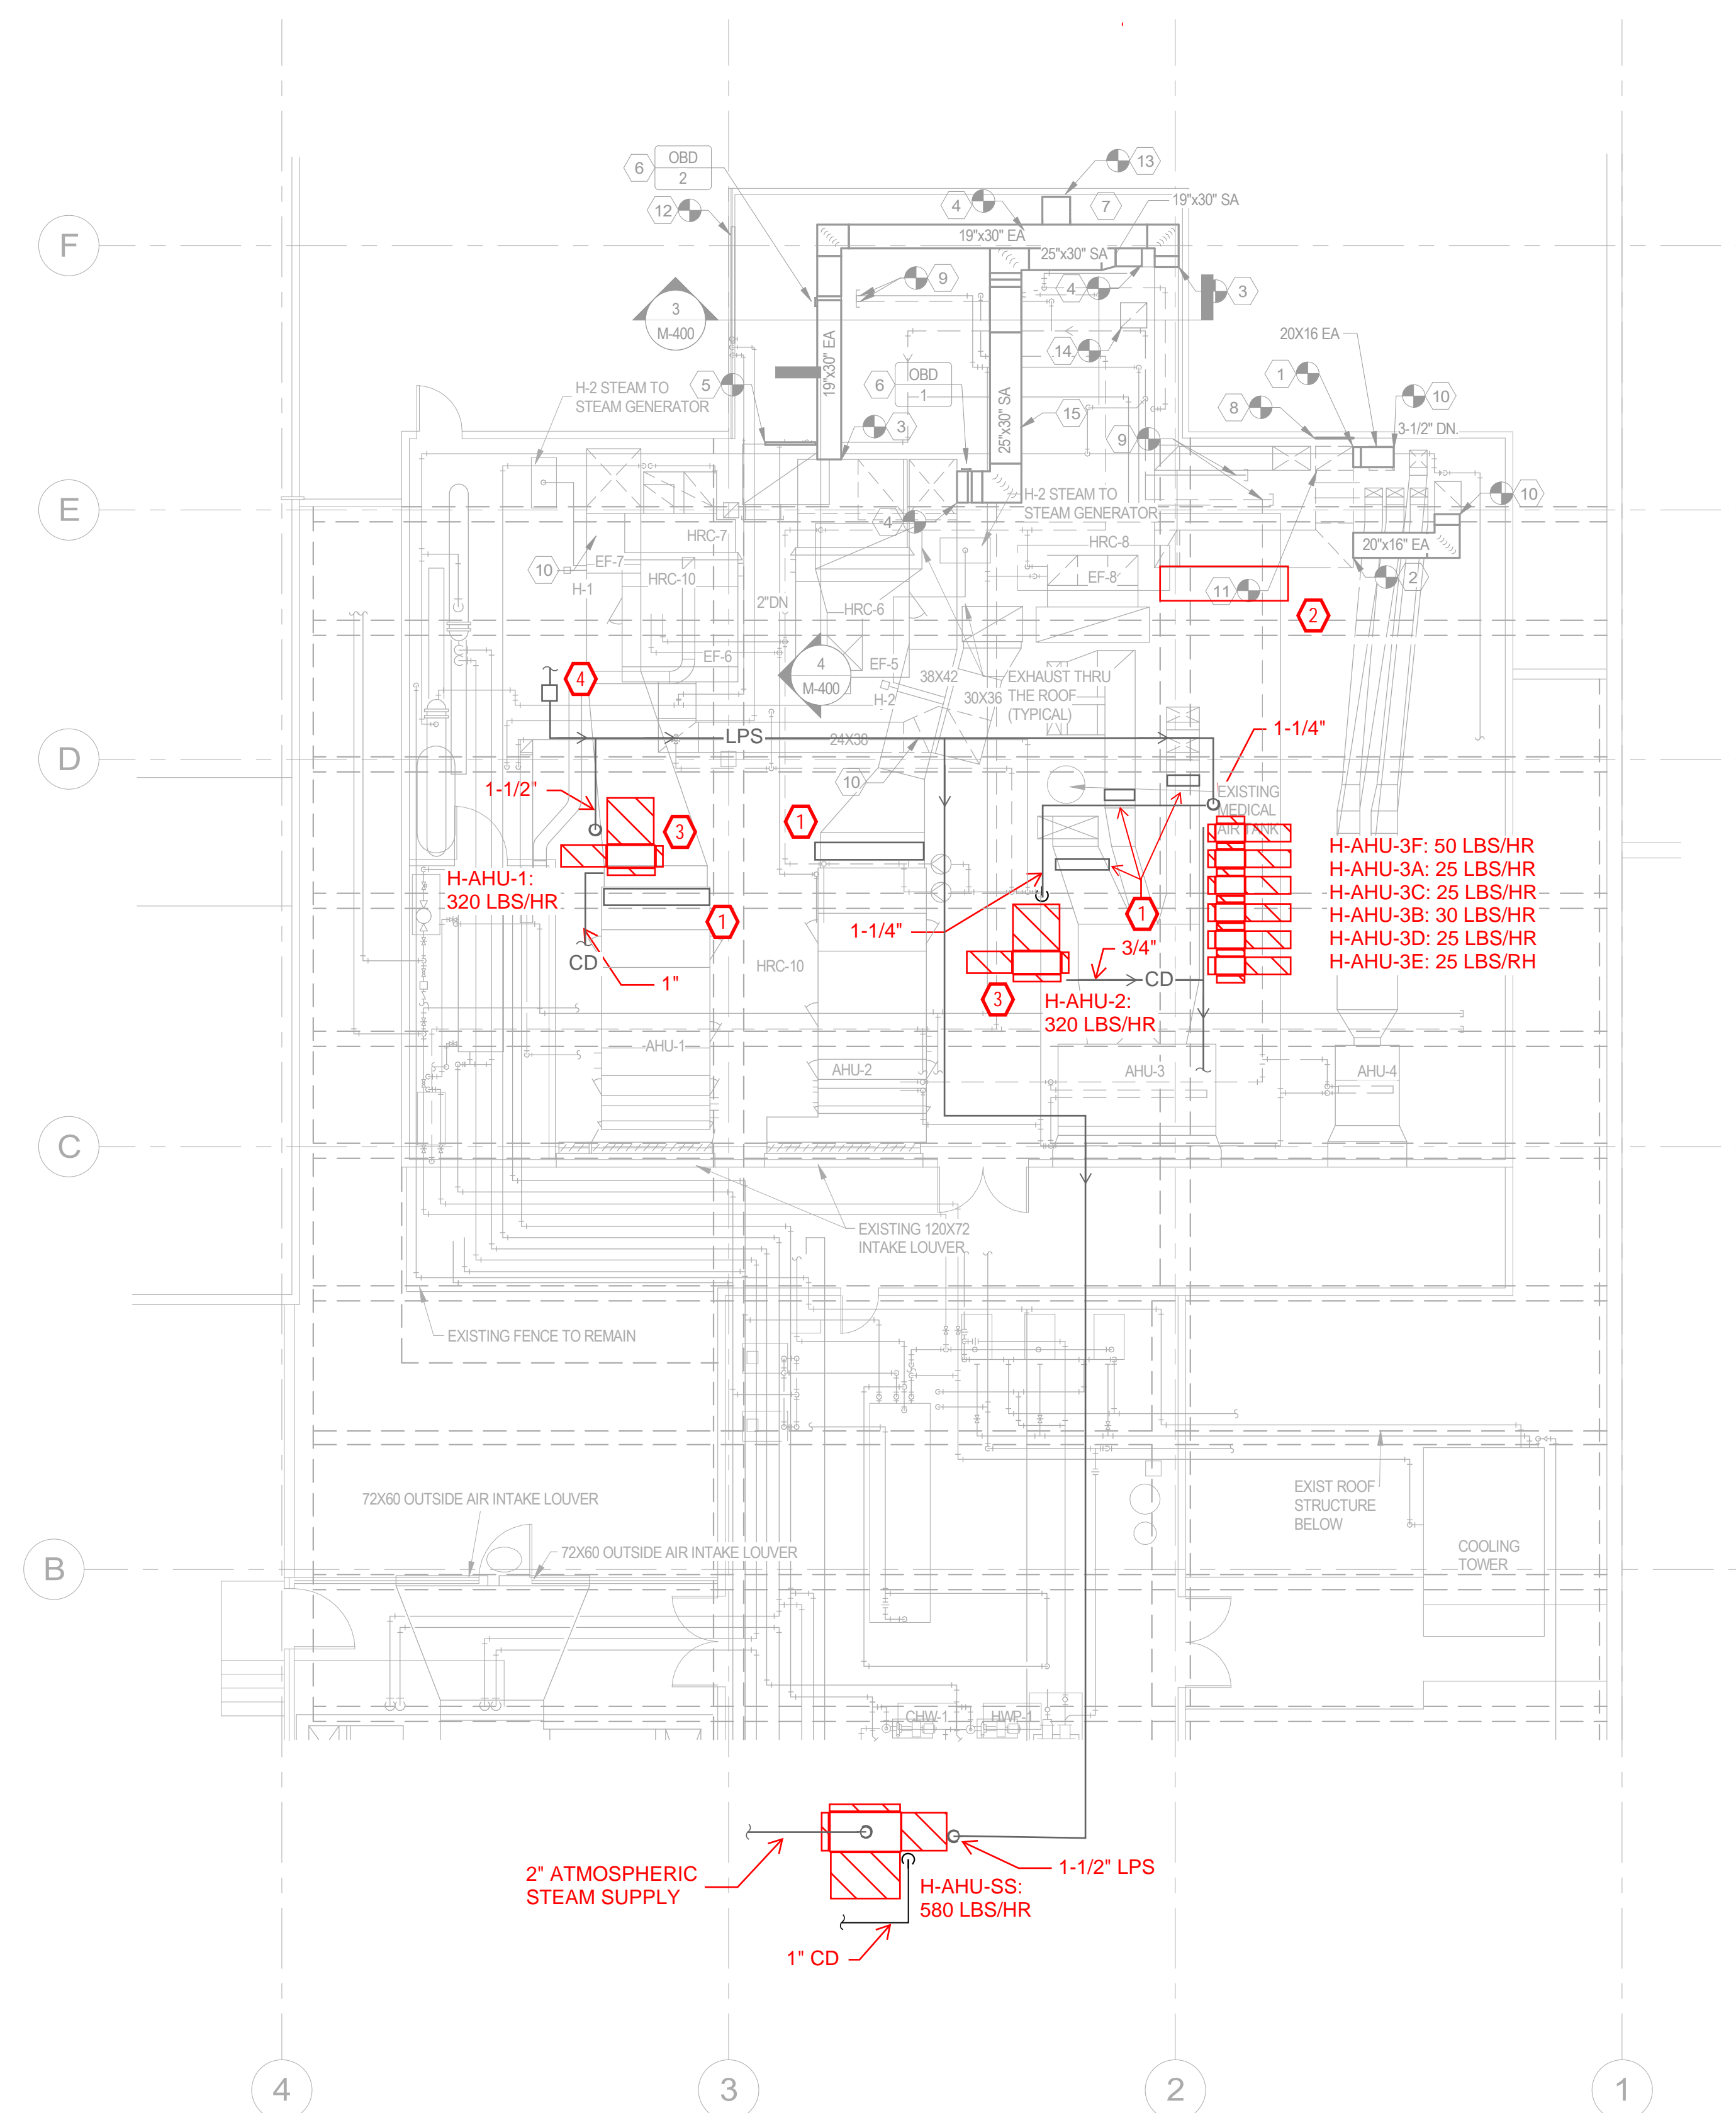 OBD
6
2
13
12
4
7
19"x30" SA
F
19"x30" EA
25"x30" SA
9
4
3
3
M-400
20X16 EA
14
19"x30" EA
OBD
6
1
1
5
H-2 STEAM TO
STEAM GENERATOR
10
8
3
15
25"x30" SA
3-1/2" DN.
9
H-2 STEAM TO
STEAM GENERATOR
10
E
4
HRC-7
HRC-8
20"x16" EA
EF-7
10
HRC-10
EF-8
2
H-1
11
2"DN
HRC-6
2
EF-6
4
M-400
EF-5
4
38X42
EXHAUST THRU
THE ROOF
(TYPICAL)
H-2
30X36
LPS
24X38
1-1/4"
D
10
1-1/2"
EXISTING
MEDICAL
AIR TANK
1
3
H-AHU-3F: 50 LBS/HR
H-AHU-3A: 25 LBS/HR
H-AHU-3C: 25 LBS/HR
H-AHU-3B: 30 LBS/HR
H-AHU-3D: 25 LBS/HR
H-AHU-3E: 25 LBS/RH
H-AHU-1:
320 LBS/HR
1
1
1-1/4"
3/4"
CD
HRC-10
1"
CD
3
H-AHU-2:
320 LBS/HR
AHU-1
AHU-2
AHU-3
AHU-4
C
EXISTING 120X72
INTAKE LOUVER
EXISTING FENCE TO REMAIN
72X60 OUTSIDE AIR INTAKE LOUVER
EXIST ROOF
STRUCTURE
BELOW
72X60 OUTSIDE AIR INTAKE LOUVER
COOLING
TOWER
B
CHW-1
HWP-1
2" ATMOSPHERIC
STEAM SUPPLY
1-1/2" LPS
H-AHU-SS:
580 LBS/HR
1" CD
4
3
2
1